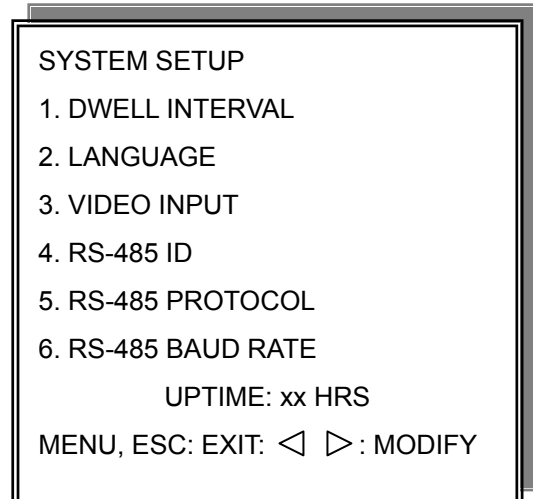 SYSTEM SETUP
1. DWELL INTERVAL
2. LANGUAGE
3. VIDEO INPUT
4. RS-485 ID
5. RS-485 PROTOCOL
6. RS-485 BAUD RATE
UPTIME: xx HRS
MENU, ESC: EXIT: ◁ ▷ : MODIFY